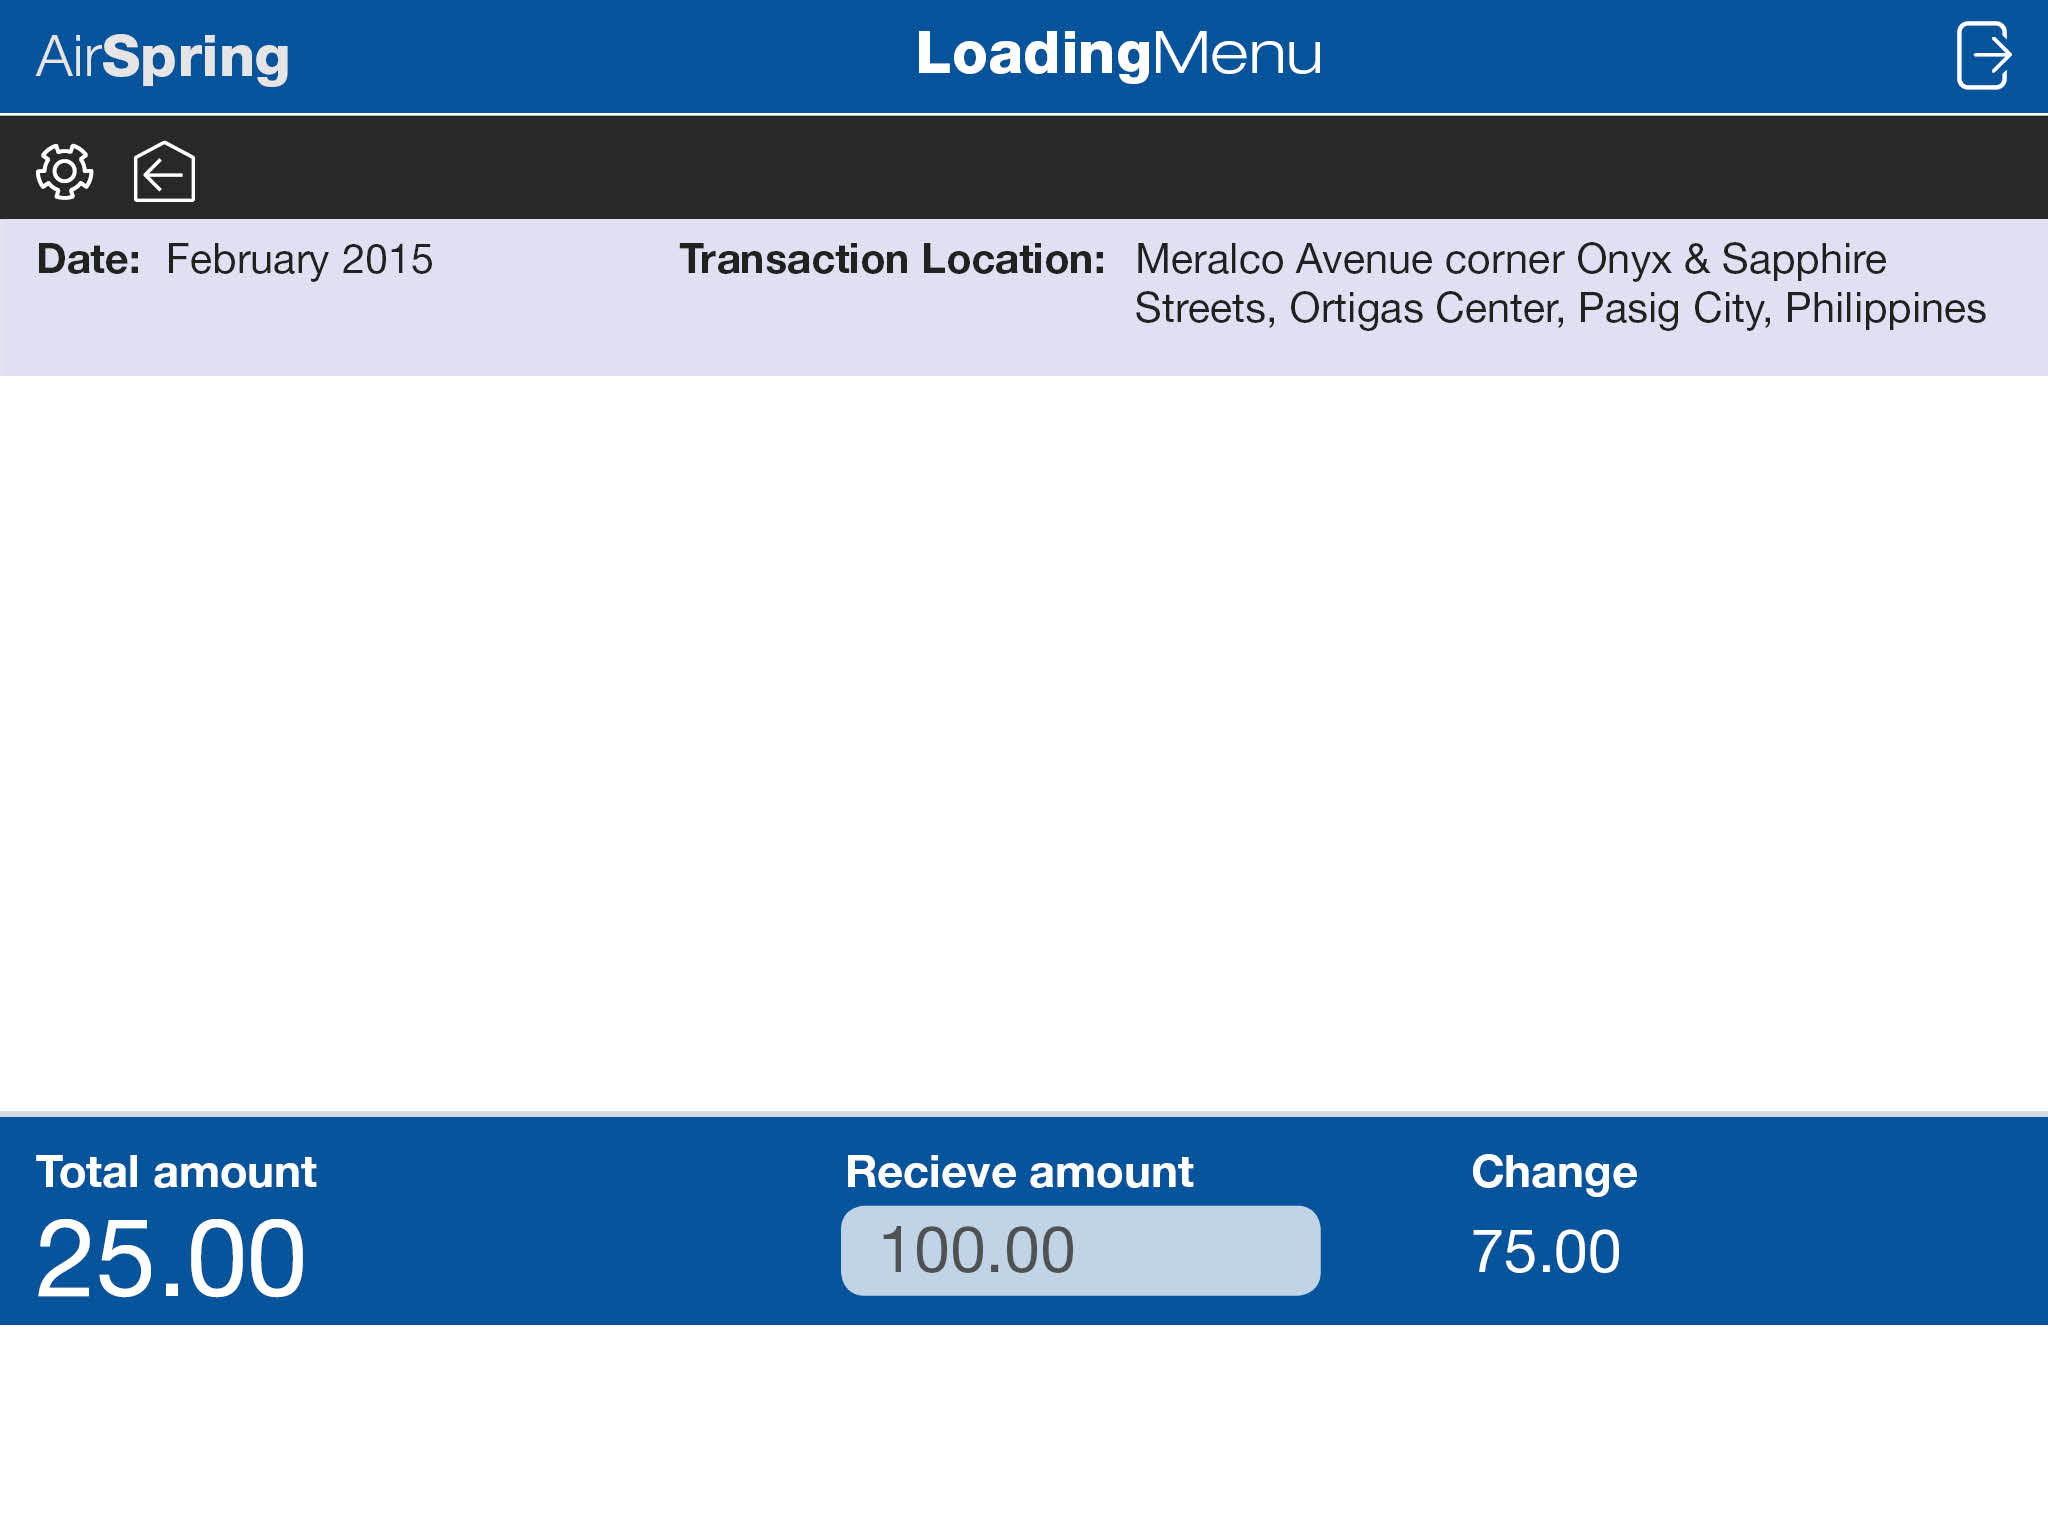 AirSpring
LoadingMenu
Date: February 2015
Transaction Location: Meralco Avenue corner Onyx & Sapphire
Streets, Ortigas Center, Pasig City, Philippines
Total amount
25.00
Recieve amount
100.00
Change
75.00